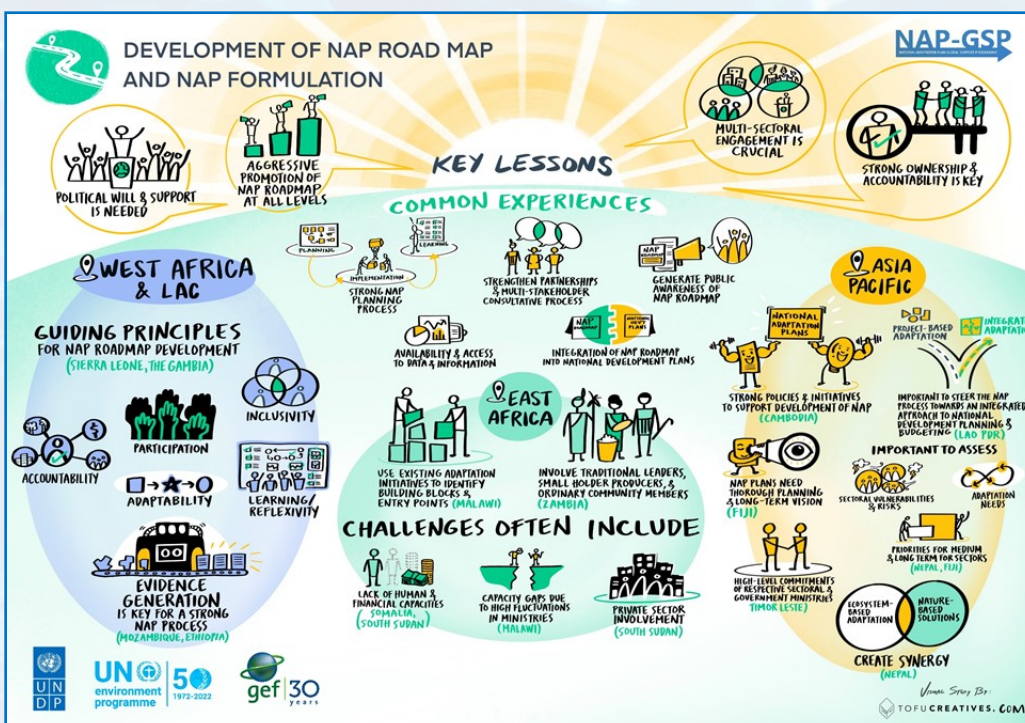 DEVELOPMENT OF NAP ROAD MAP
AND NAP FORMULATION
NAP-GSP
POLITICAL WILL & SUPPORT
IS NEEDED
AGGRESSIVE
PROMOTION OF
NAP ROADMAP
AT ALL LEVELS
KEY LESSONS
MULTI-SECTORAL
ENGAGEMENT IS
CRUCIAL
STRONG OWNERSHIP &
ACCOUNTABILITY IS KEY
COMMON EXPERIENCES
PLANNING
IMPLEMENTATION
LEARNING
STRONG NAP
PLANNING
PROCESS
STRENGTHEN PARTNERSHIPS
& MULTI-STAKEHOLDER
CONSULTATIVE PROCESS
NAP
ROADMAP
GENERATE PUBLIC
AWARENESS OF
NAP ROADMAP
AVAILABILITY & ACCESS
TO DATA & INFORMATION
NAP
ROADMAP
NATIONAL
DEV'T
PLANS
INTEGRATION OF NAP ROADMAP
INTO NATIONAL DEVELOPMENT PLANS
WEST AFRICA
& LAC
GUIDING PRINCIPLES
FOR NAP ROADMAP DEVELOPMENT
(SIERRA LEONE, THE GAMBIA)
INCLUSIVITY
PARTICIPATION
ACCOUNTABILITY
ADAPTABILITY
LEARNING/
REFLEXIVITY
EVIDENCE
GENERATION
IS KEY FOR A STRONG
NAP PROCESS
(MOZAMBIQUE, ETHIOPIA)
EAST
AFRICA
USE EXISTING ADAPTATION
INITIATIVES TO IDENTIFY
BUILDING BLOCKS &
ENTRY POINTS (MALAWI)
INVOLVE TRADITIONAL LEADERS,
SMALL HOLDER PRODUCERS, &
ORDINARY COMMUNITY MEMBERS
(ZAMBIA)
CHALLENGES OFTEN INCLUDE
LACK OF HUMAN &
FINANCIAL CAPACITIES
(SOMALIA,
SOUTH SUDAN)
CAPACITY GAPS DUE
TO HIGH FLUCTUATIONS
IN MINISTRIES
(MALAWI)
PRIVATE SECTOR
INVOLVEMENT
(SOUTH SUDAN)
ASIA
PACIFIC
NATIONAL
ADAPTATION
PLANS
STRONG POLICIES & INITIATIVES
TO SUPPORT DEVELOPMENT OF NAP
(CAMBODIA)
PROJECT-BASED
ADAPTATION
INTEGRAT
ADAPTATI
IMPORTANT TO STEER THE NAP
PROCESS TOWARDS AN INTEGRATED
APPROACH TO NATIONAL
DEVELOPMENT PLANNING &
BUDGETING (LAO PDR)
NAP PLANS NEED
THOROUGH PLANNING
& LONG-TERM VISION
(FIJI)
IMPORTANT TO ASSESS
SECTORAL VULNERABILITIES
& RISKS
ADAPTATION
NEEDS
PRIORITIES FOR MEDIUM
& LONG TERM FOR SECTORS
(NEPAL, FIJI)
HIGH-LEVEL COMMITMENTS
OF RESPECTIVE SECTORAL &
GOVERNMENT MINISTRIES
TIMOR LESTE
ECOSYSTEM-
BASED
ADAPTATION
NATURE-
BASED
SOLUTIONS
CREATE SYNERGY
(NEPAL)
U N
D P
UN
environment
programme
50
1972-2022
gef
30
years
Visual Story By:
TOFUCREATIVES.COM